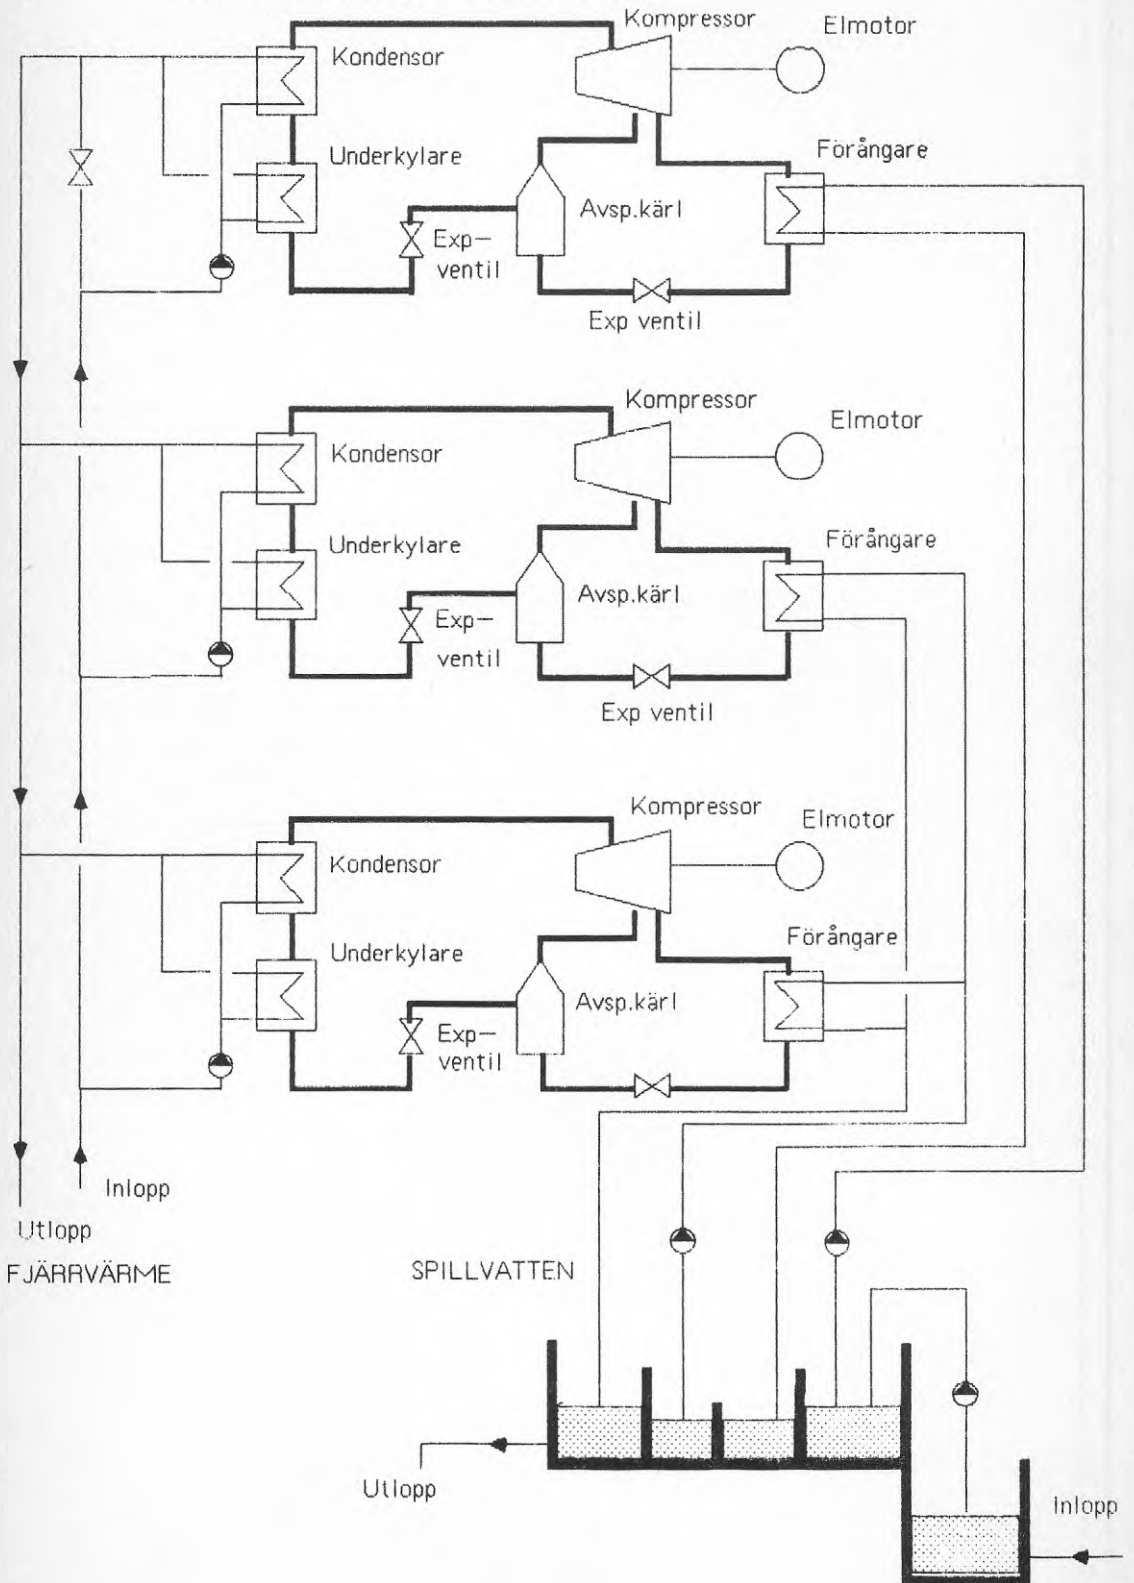 Kompressor
Elmotor
Kondensor
Underkylare
Förångare
Avsp.kärl
Exp-
ventil
Exp ventil
Kompressor
Elmotor
Kondensor
Underkylare
Förångare
Avsp.kärl
Exp-
ventil
Exp ventil
Kompressor
Elmotor
Kondensor
Underkylare
Förångare
Avsp.kärl
Exp-
ventil
Inlopp
Utlopp
FJÄRRVÄRME
SPILLVATTEN
Utlopp
Inlopp